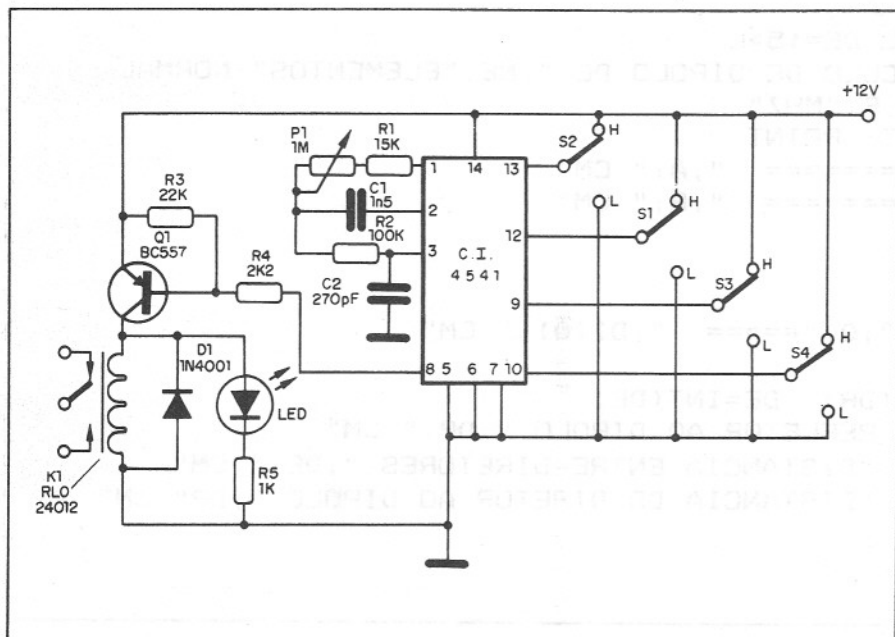 +12V
P1
1M
R1
15K
S2
H
1
14
13
L
R3
22K
C1
1n5
2
R2
100K
S1
H
12
Q1
BC557
R4
2K2
3
C.I.
4541
L
C2
270pF
S3
H
9
L
D1
1N4001
LED
8
5
6
7
10
S4
H
L
R5
1K
K1
RLO
24012